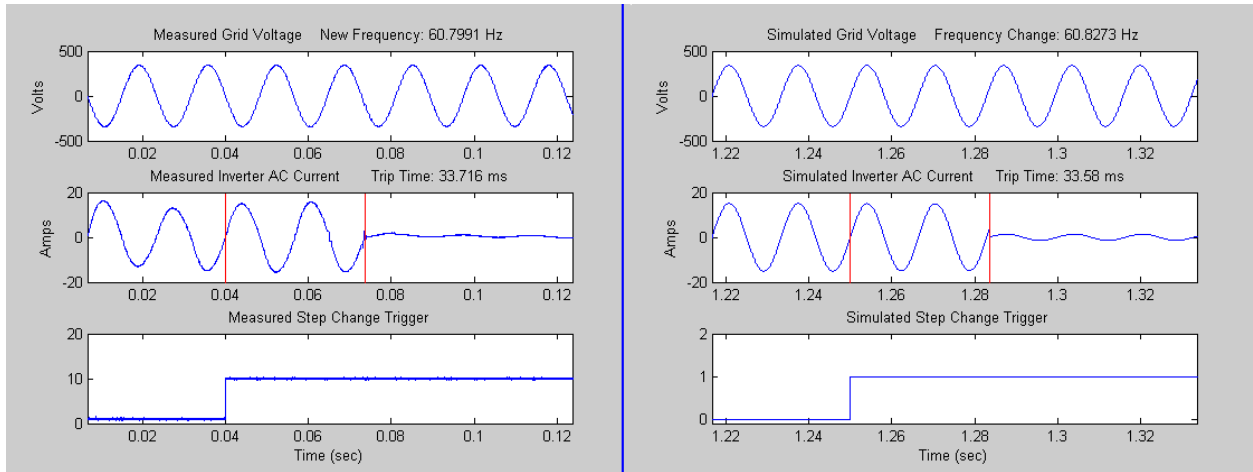 Measured Grid Voltage New Frequency: 60.7991 Hz
500
0
-500
Volts
0.02 0.04 0.06 0.08 0.1 0.12
Measured Inverter AC Current Trip Time: 33.716 ms
20
0
-20
Amps
0.02 0.04 0.06 0.08 0.1 0.12
Measured Step Change Trigger
20
10
0
0.02 0.04 0.06 0.08 0.1 0.12
Time (sec)
Simulated Grid Voltage Frequency Change: 60.8273 Hz
500
0
-500
Volts
1.22 1.24 1.26 1.28 1.3 1.32
Simulated Inverter AC Current Trip Time: 33.58 ms
20
0
-20
Amps
1.22 1.24 1.26 1.28 1.3 1.32
Simulated Step Change Trigger
2
1
0
1.22 1.24 1.26 1.28 1.3 1.32
Time (sec)